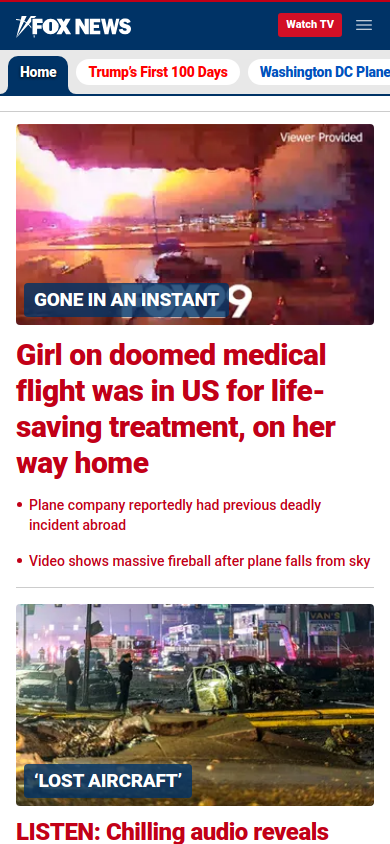 FOX NEWS
Watch TV
Home
Trump's First 100 Days
Washington DC Plane
Viewer Provided
GONE IN AN INSTANT
FOX29
Girl on doomed medical
flight was in US for life-
saving treatment, on her
way home
• Plane company reportedly had previous deadly
incident abroad
• Video shows massive fireball after plane falls from sky
VAN'S
‘LOST AIRCRAFT’
LISTEN: Chilling audio reveals